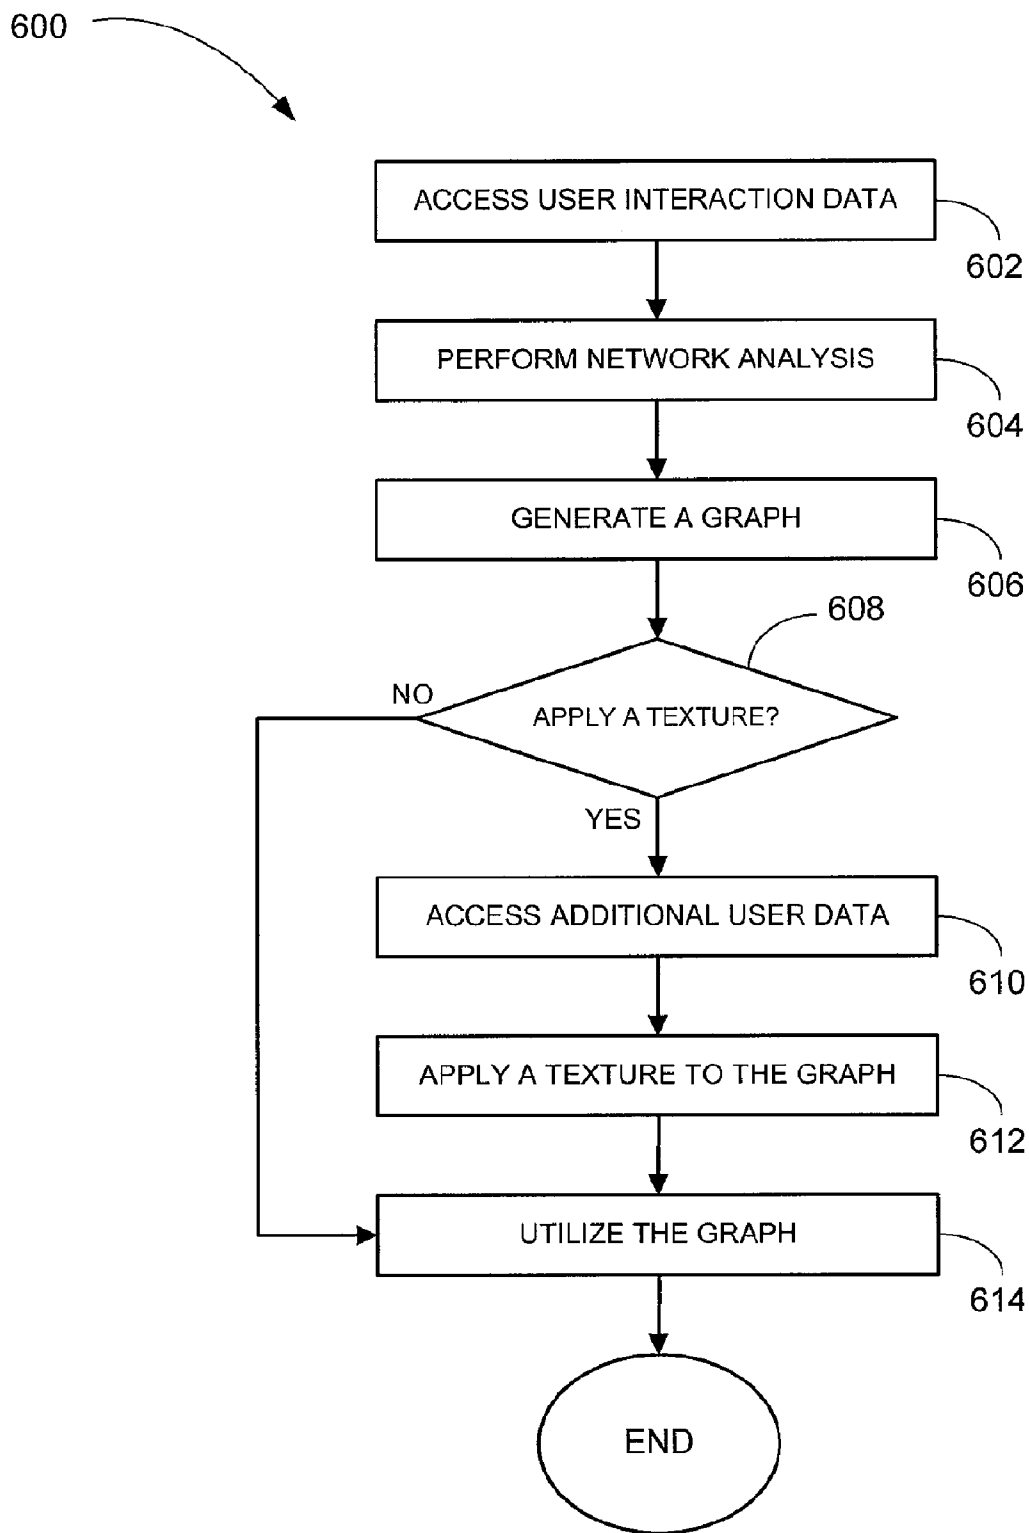 600
ACCESS USER INTERACTION DATA
602
PERFORM NETWORK ANALYSIS
604
GENERATE A GRAPH
606
608
NO
APPLY A TEXTURE?
YES
ACCESS ADDITIONAL USER DATA
610
APPLY A TEXTURE TO THE GRAPH
612
UTILIZE THE GRAPH
614
END